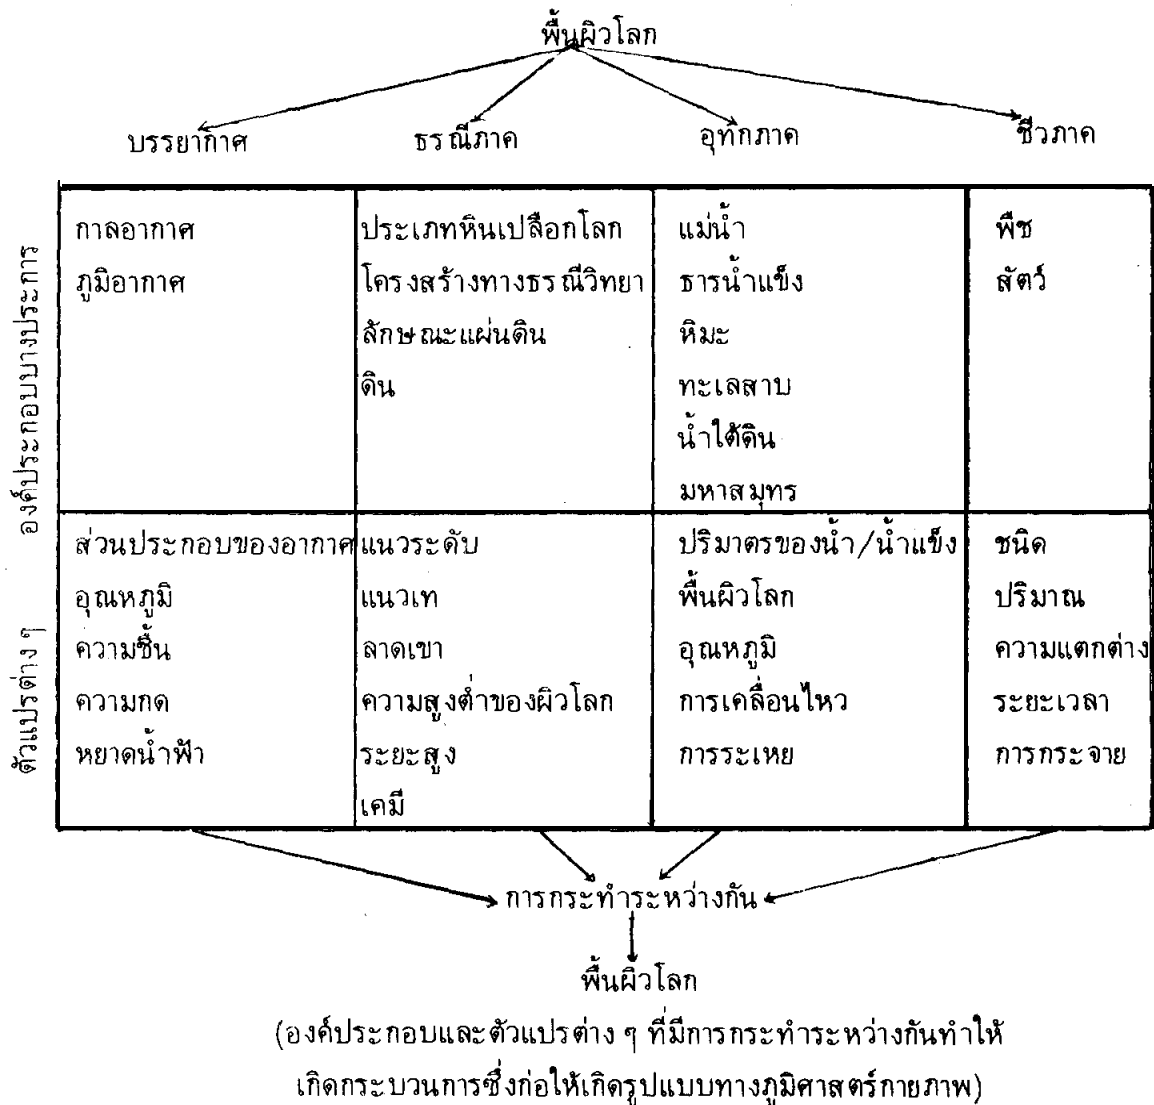 พื้นผิวโลก
บรรยากาศ ธรณีภาค อุทกภาค ชีวภาค
องค์ประกอบบางประการ
กาลอากาศ
ภูมิอากาศ
ประเภทหินเปลือกโลก
โครงสร้างทางธรณีวิทยา
ลักษณะแผ่นดิน
ดิน
แม่น้ำ
ธารน้ำแข็ง
หิมะ
ทะเลสาบ
น้ำใต้ดิน
มหาสมุทร
พืช
สัตว์
ตัวแปรต่าง ๆ
ส่วนประกอบของอากาศ
อุณหภูมิ
ความชื้น
ความกด
หยาดน้ำฟ้า
แนวระดับ
แนวเท
ลาดเขา
ความสูงต่ำของผิวโลก
ระยะสูง
เคมี
ปริมาตรของน้ำ/น้ำแข็ง
พื้นผิวโลก
อุณหภูมิ
การเคลื่อนไหว
การระเหย
ชนิด
ปริมาณ
ความแตกต่าง
ระยะเวลา
การกระจาย
การกระทำระหว่างกัน
พื้นผิวโลก
(องค์ประกอบและตัวแปรต่าง ๆ ที่มีการกระทำระหว่างกันทำให้
เกิดกระบวนการซึ่งก่อให้เกิดรูปแบบทางภูมิศาสตร์กายภาพ)